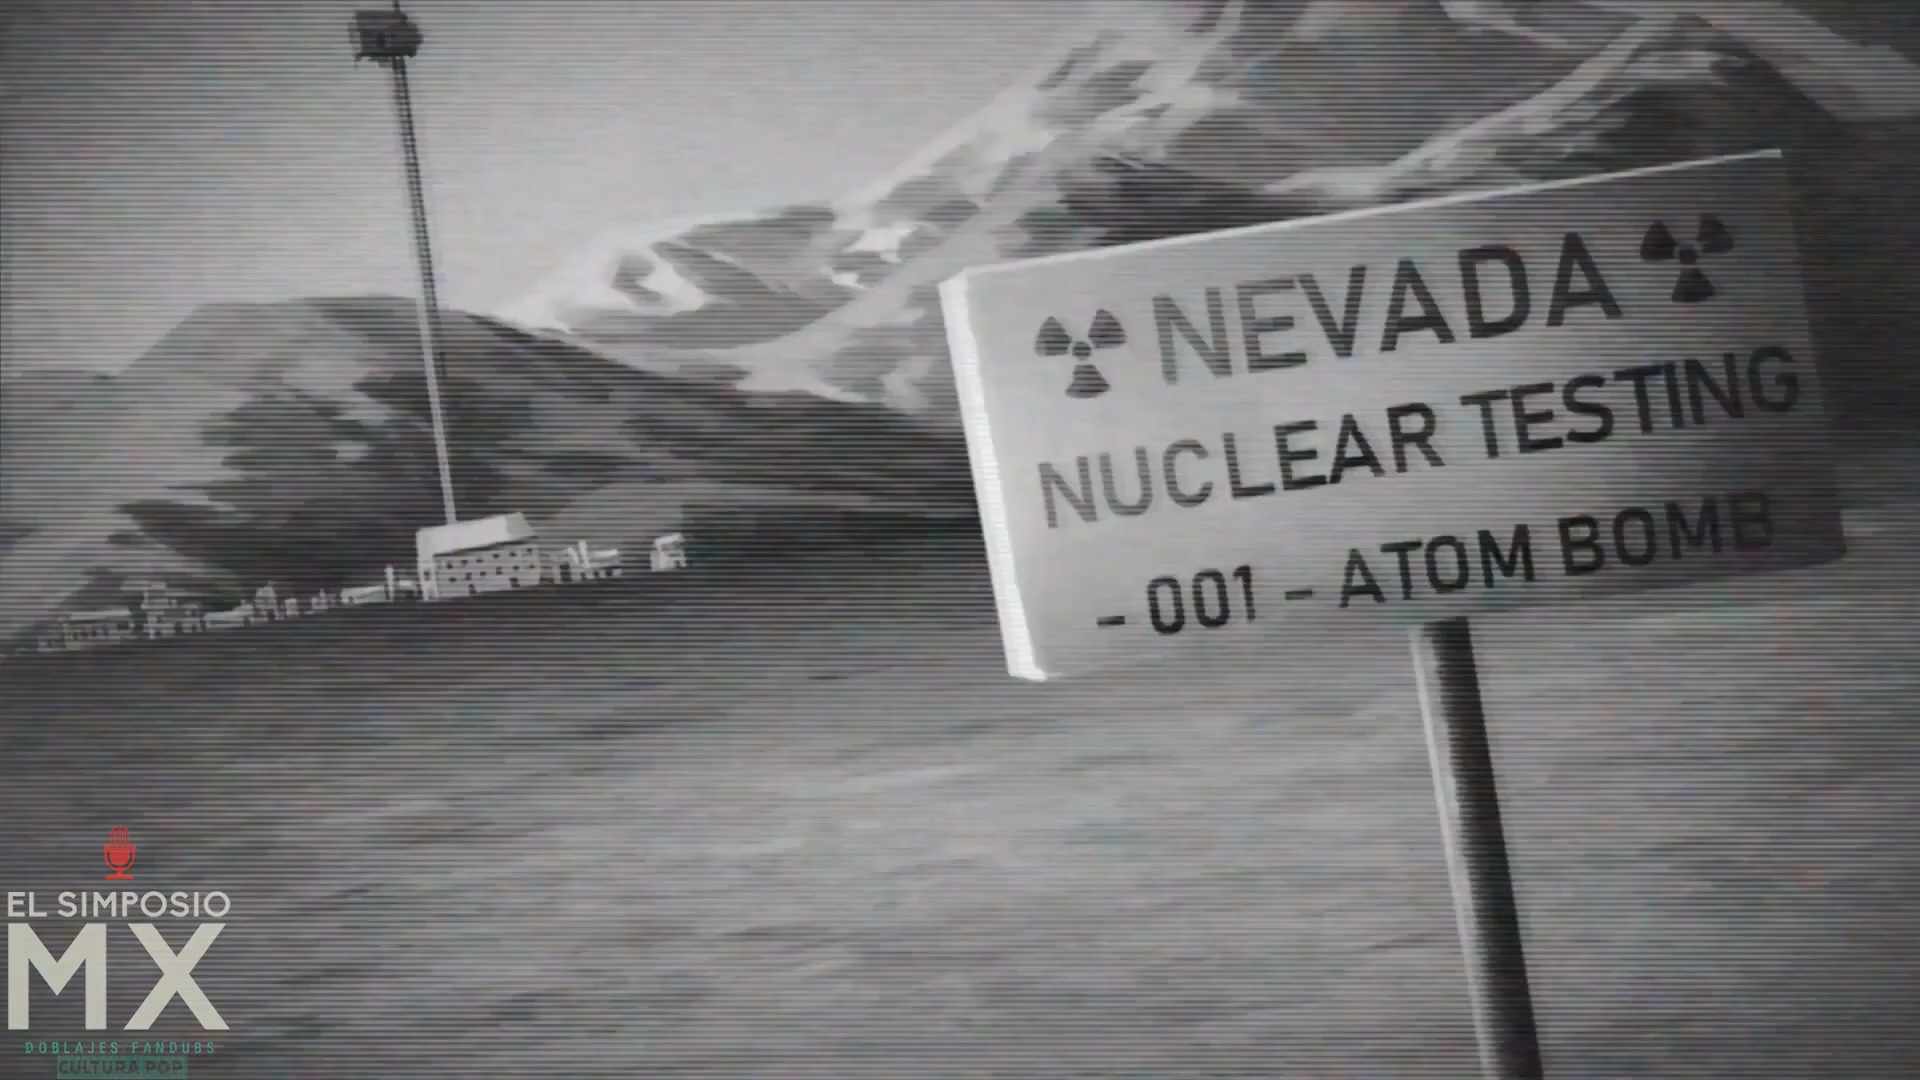 NEVADA
NUCLEAR TESTING
- 001 - ATOM BOMB
EL SIMPOSIO
MX
DOBLAJES FANDUBS
CULTURA POP